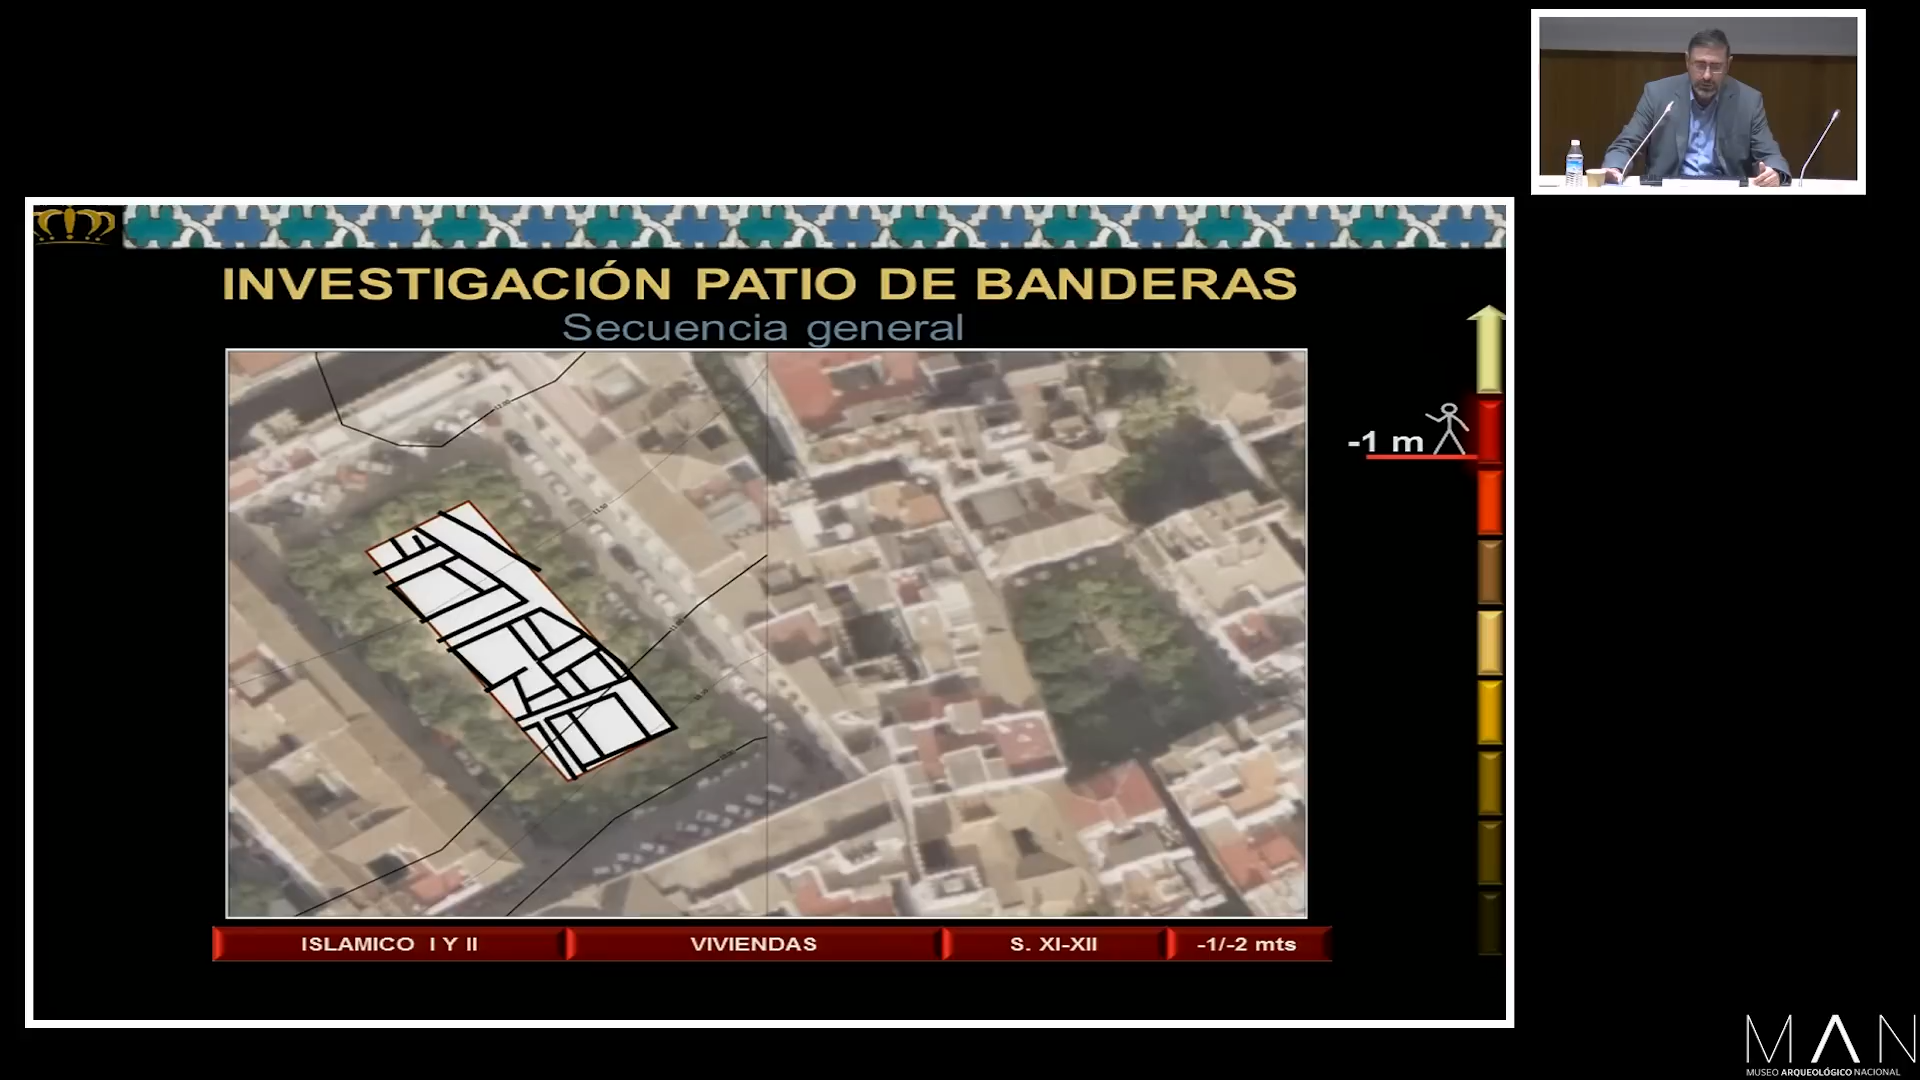 INVESTIGACIÓN PATIO DE BANDERAS
Secuencia general
-1 m
ISLAMICO I Y II
VIVIENDAS
S. XI-XII
-1/-2 mts
MAN
MUSEO ARQUEOLÓGICO NACIONAL